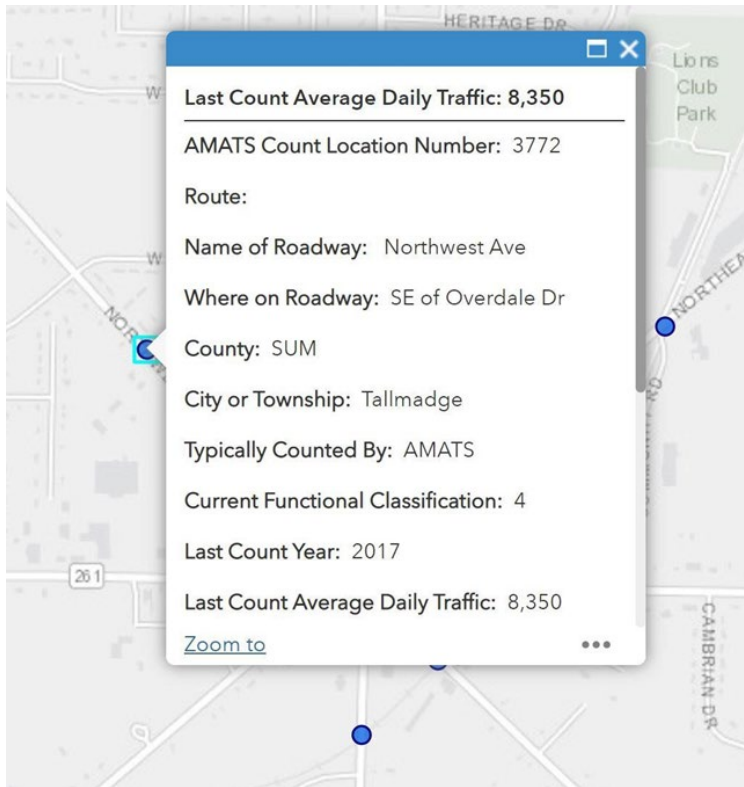 HERITAGE DR
Lions
Club
Park
W
Last Count Average Daily Traffic: 8,350
AMATS Count Location Number: 3772
Route:
Name of Roadway: Northwest Ave
W
Where on Roadway: SE of Overdale Dr
County: SUM
City or Township: Tallmadge
Typically Counted By: AMATS
Current Functional Classification: 4
Last Count Year: 2017
261
Last Count Average Daily Traffic: 8,350
Zoom to
CAMBRIAN DR